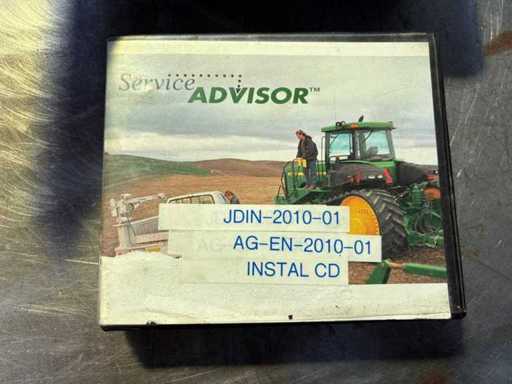 Service
ADVISOR™
JDIN-2010-01
AG-EN-2010-01
INSTAL CD